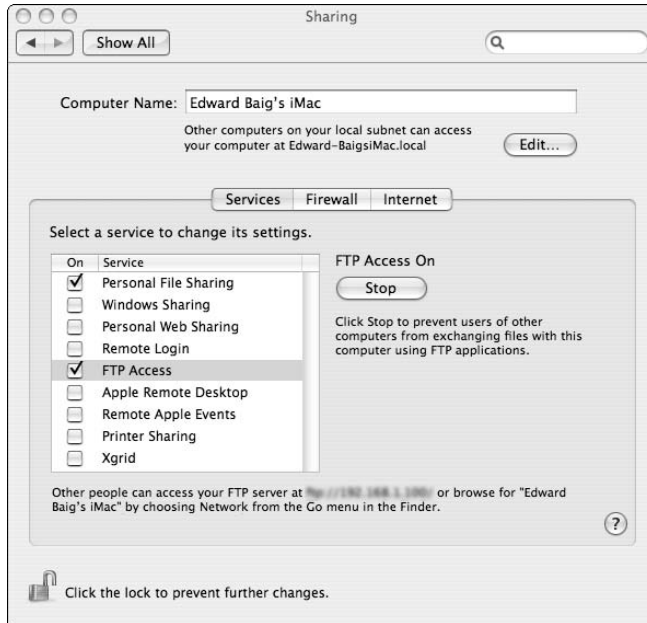 Sharing
Show All
Computer Name: Edward Baig's iMac
Other computers on your local subnet can access
your computer at Edward-BaigsiMac.local
Edit...
Services Firewall Internet
Select a service to change its settings.
On Service
Personal File Sharing
Windows Sharing
Personal Web Sharing
Remote Login
FTP Access
Apple Remote Desktop
Remote Apple Events
Printer Sharing
Xgrid
FTP Access On
Stop
Click Stop to prevent users of other
computers from exchanging files with this
computer using FTP applications.
Other people can access your FTP server at or browse for "Edward
Baig's iMac" by choosing Network from the Go menu in the Finder.
?
Click the lock to prevent further changes.